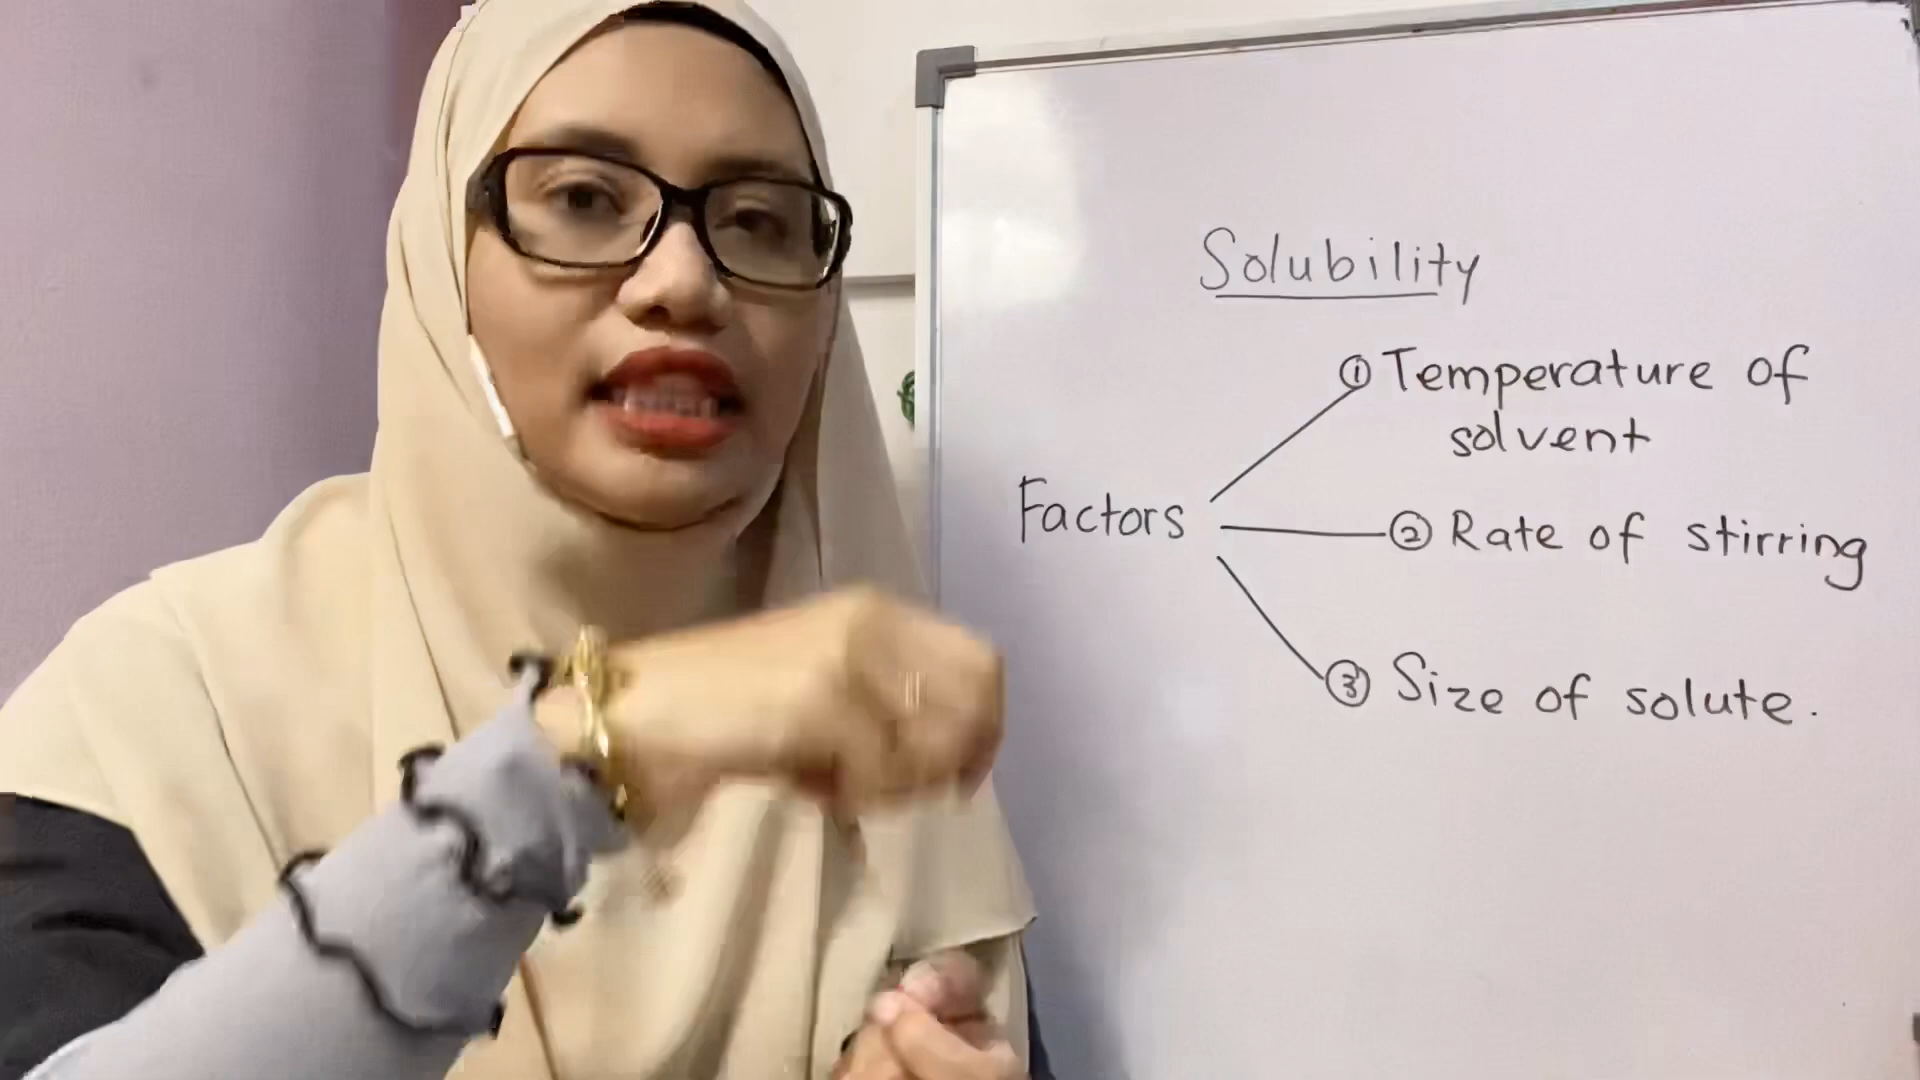 Solubility
① Temperature of
solvent
Factors
② Rate of stirring
③ Size of solute.